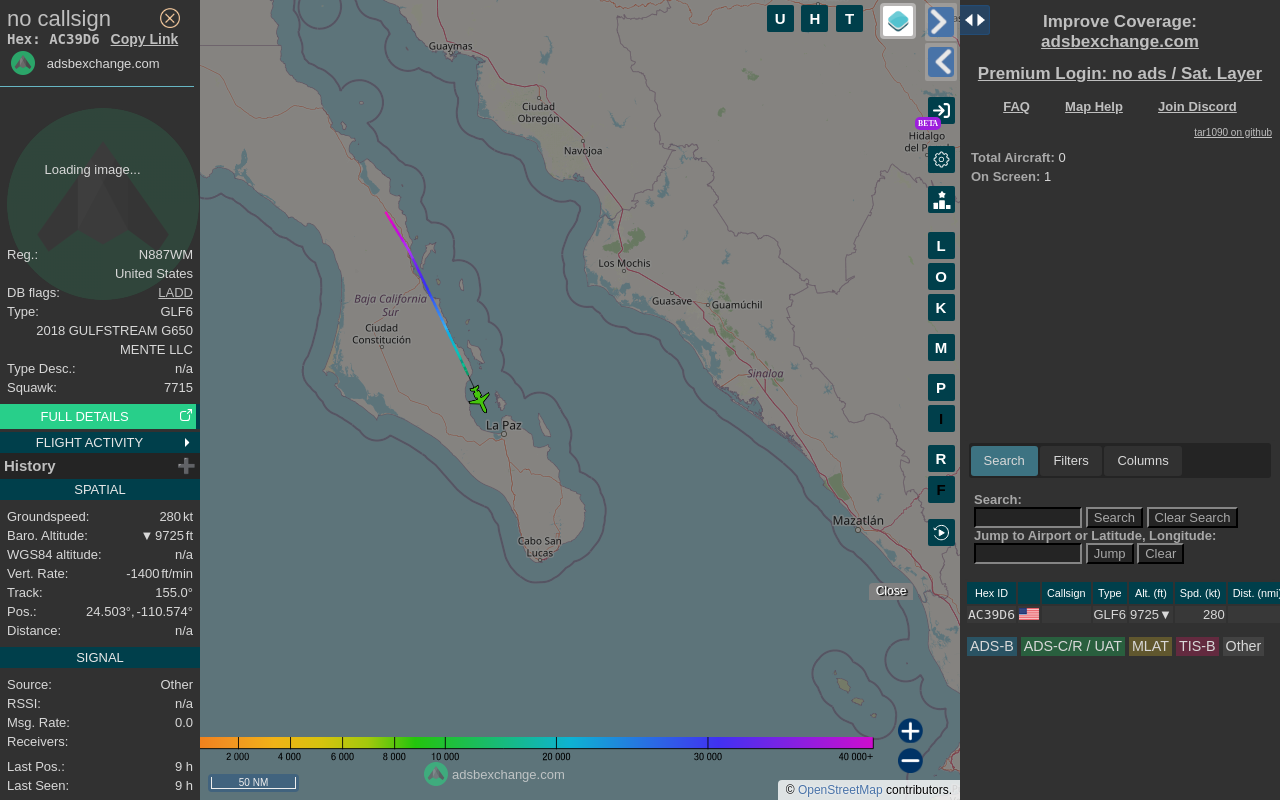 no callsign
Hex: AC39D6 Copy Link
adsbexchange.com
Loading image...
Reg.: N887WM
United States
DB flags: LADD
Type: GLF6
2018 GULFSTREAM G650
MENTE LLC
Type Desc.: n/a
Squawk: 7715
FULL DETAILS
FLIGHT ACTIVITY
History
SPATIAL
Groundspeed: 280 kt
Baro. Altitude: ▼ 9725 ft
WGS84 altitude: n/a
Vert. Rate: -1400 ft/min
Track: 155.0°
Pos.: 24.503°, -110.574°
Distance: n/a
SIGNAL
Source: Other
RSSI: n/a
Msg. Rate: 0.0
Receivers:
Last Pos.: 9 h
Last Seen: 9 h
Guaymas
Ciudad
Obregón
Navojoa
Hidalgo
Los Mochis
Guasave
Guamúchil
Baja California
Sur
Ciudad
Constitución
Sinaloa
La Paz
Mazatlán
Cabo San
Lucas
U H T
BETA
L
O
K
M
P
I
R
F
Close
2 000 4 000 6 000 8 000 10 000 20 000 30 000 40 000+
adsbexchange.com
50 NM
© OpenStreetMap contributors.
Improve Coverage:
adsbexchange.com
Premium Login: no ads / Sat. Layer
FAQ Map Help Join Discord
tar1090 on github
Total Aircraft: 0
On Screen: 1
Search Filters Columns
Search:
Search Clear Search
Jump to Airport or Latitude, Longitude:
Jump Clear
Hex ID Callsign Type Alt. (ft) Spd. (kt) Dist. (nmi)
AC39D6 GLF6 9725▼ 280
ADS-B ADS-C/R / UAT MLAT TIS-B Other